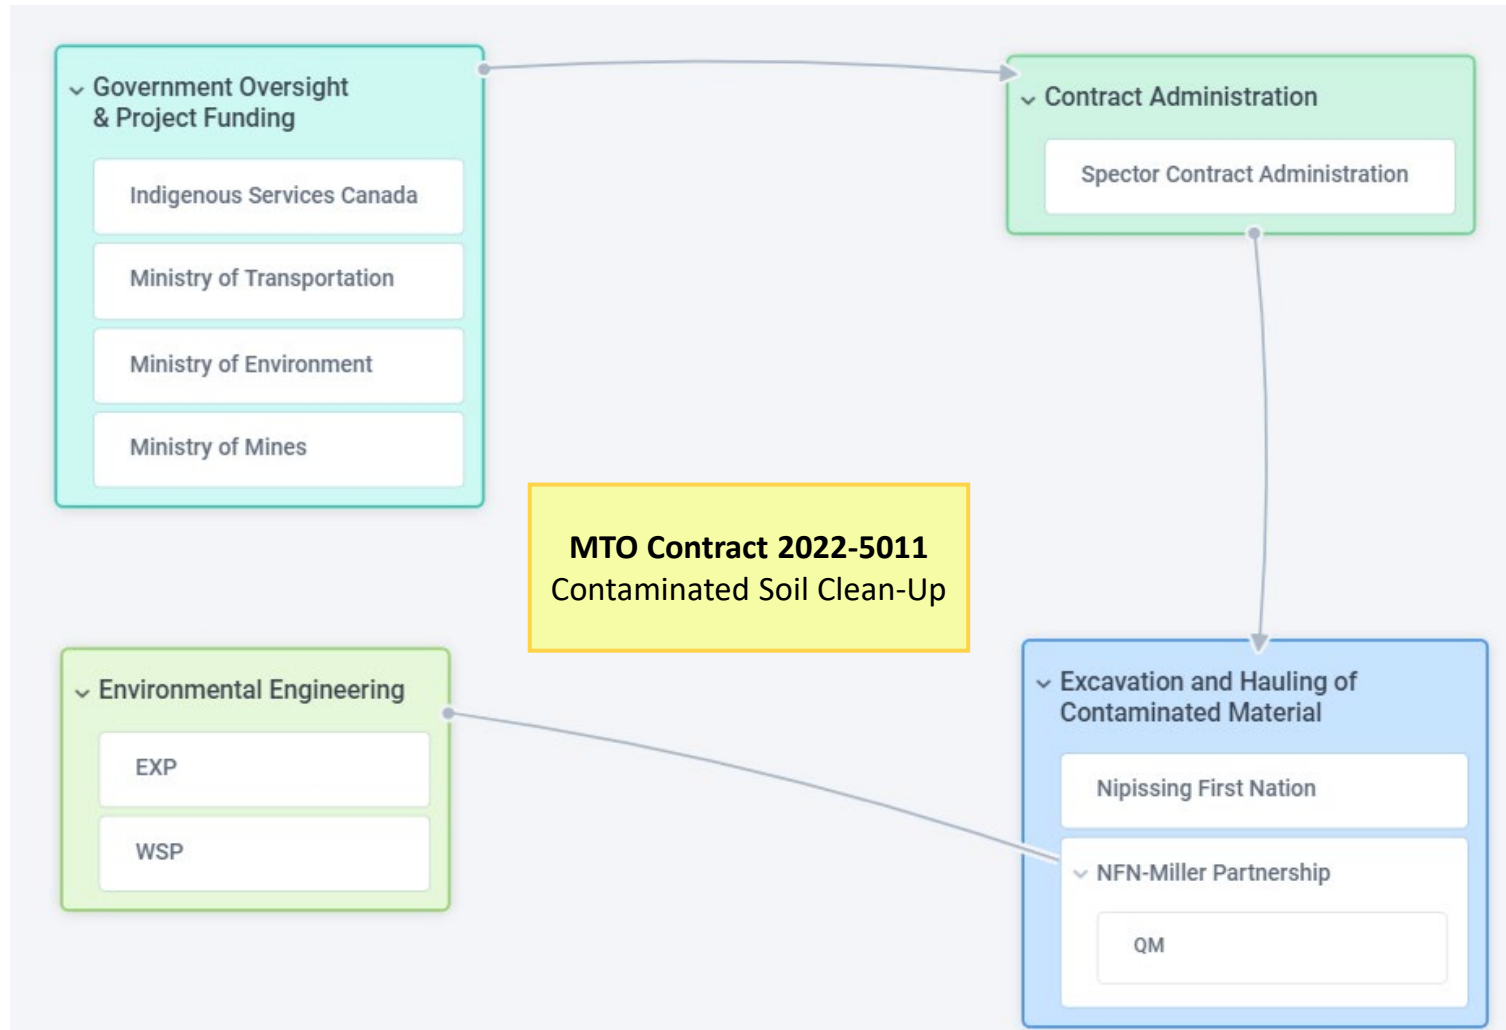 Government Oversight
& Project Funding
Indigenous Services Canada
Ministry of Transportation
Ministry of Environment
Ministry of Mines
Contract Administration
Spector Contract Administration
MTO Contract 2022-5011
Contaminated Soil Clean-Up
Environmental Engineering
EXP
WSP
Excavation and Hauling of
Contaminated Material
Nipissing First Nation
NFN-Miller Partnership
QM